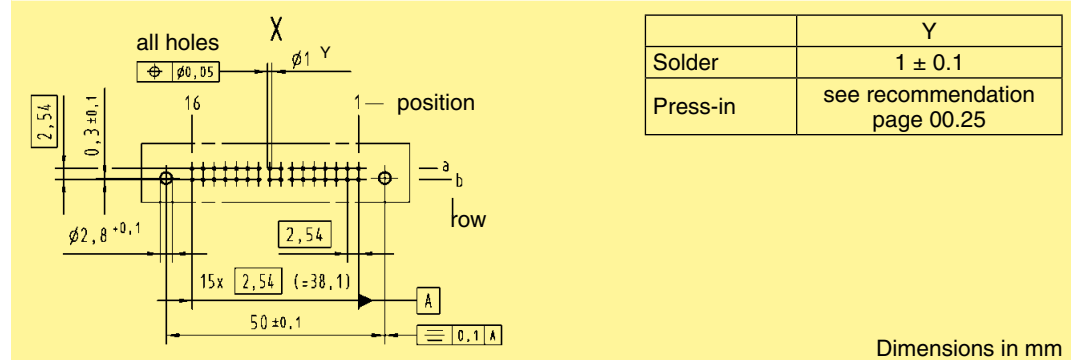 X
all holes
⌖ ø0,05
ø1 Y
16
1
position
2,54
0,3±0,1
a
b
row
ø2,8 +0,1
2,54
15x 2,54 (=38,1)
A
50±0,1
⌯ 0,1 A
Y
Solder 1 ± 0.1
Press-in see recommendation
page 00.25
Dimensions in mm